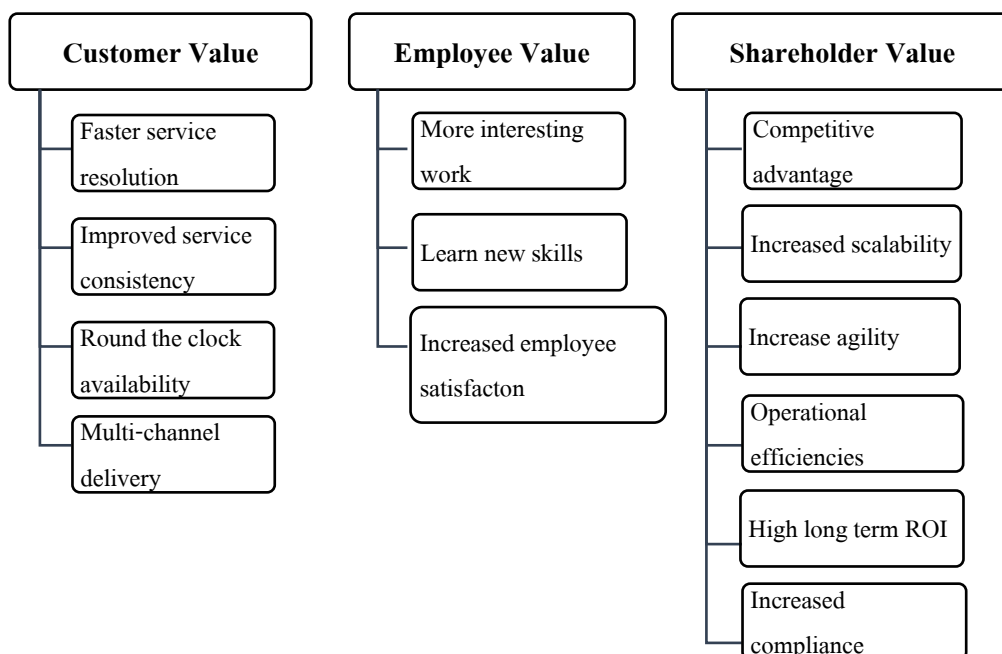 Customer Value
Faster service
resolution
Improved service
consistency
Round the clock
availability
Multi-channel
delivery
Employee Value
More interesting
work
Learn new skills
Increased employee
satisfacton
Shareholder Value
Competitive
advantage
Increased scalability
Increase agility
Operational
efficiencies
High long term ROI
Increased
compliance